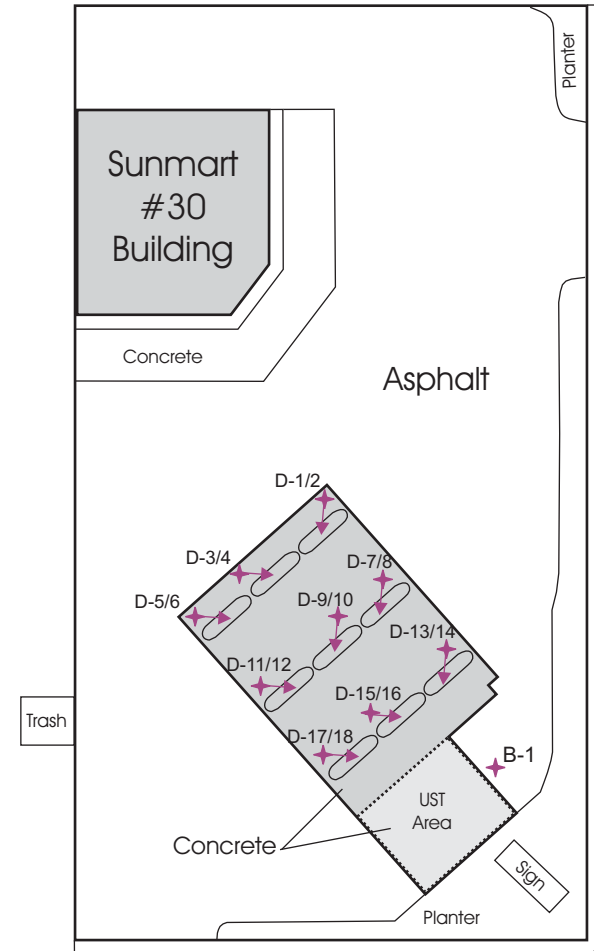 Planter
Sunmart
#30
Building
Concrete
Asphalt
D-1/2
D-3/4
D-7/8
D-5/6
D-9/10
D-13/14
D-11/12
D-15/16
Trash
D-17/18
B-1
UST
Area
Concrete
Sign
Planter